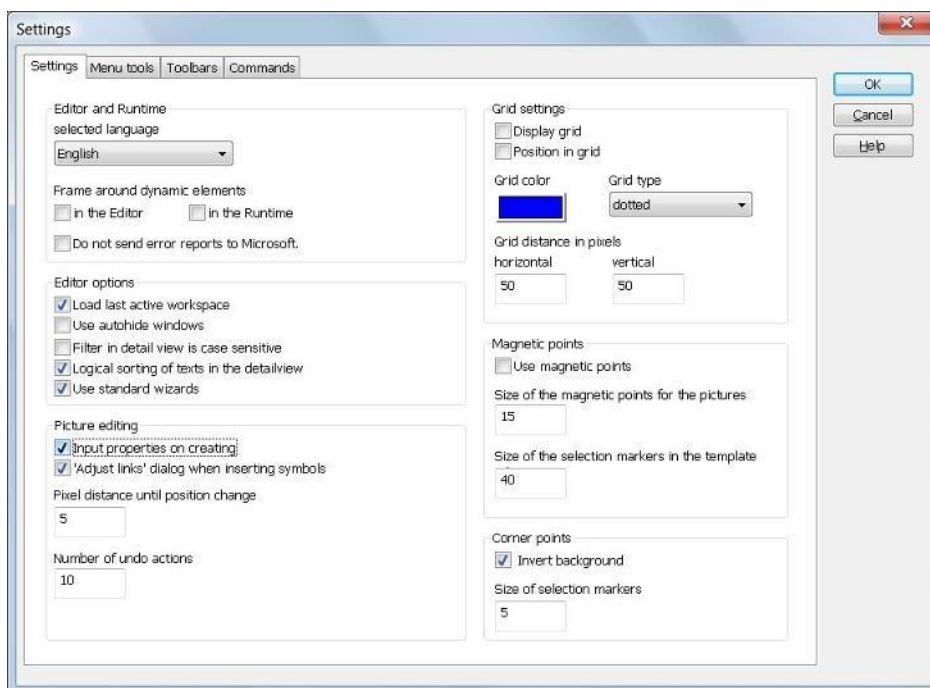 Settings
Settings Menu tools Toolbars Commands
OK
Cancel
Help
Editor and Runtime
selected language
English
Frame around dynamic elements
in the Editor in the Runtime
Do not send error reports to Microsoft.
Editor options
Load last active workspace
Use autohide windows
Filter in detail view is case sensitive
Logical sorting of texts in the detailview
Use standard wizards
Picture editing
Input properties on creating
'Adjust links' dialog when inserting symbols
Pixel distance until position change
5
Number of undo actions
10
Grid settings
Display grid
Position in grid
Grid color Grid type
dotted
Grid distance in pixels
horizontal vertical
50 50
Magnetic points
Use magnetic points
Size of the magnetic points for the pictures
15
Size of the selection markers in the template
40
Corner points
Invert background
Size of selection markers
5